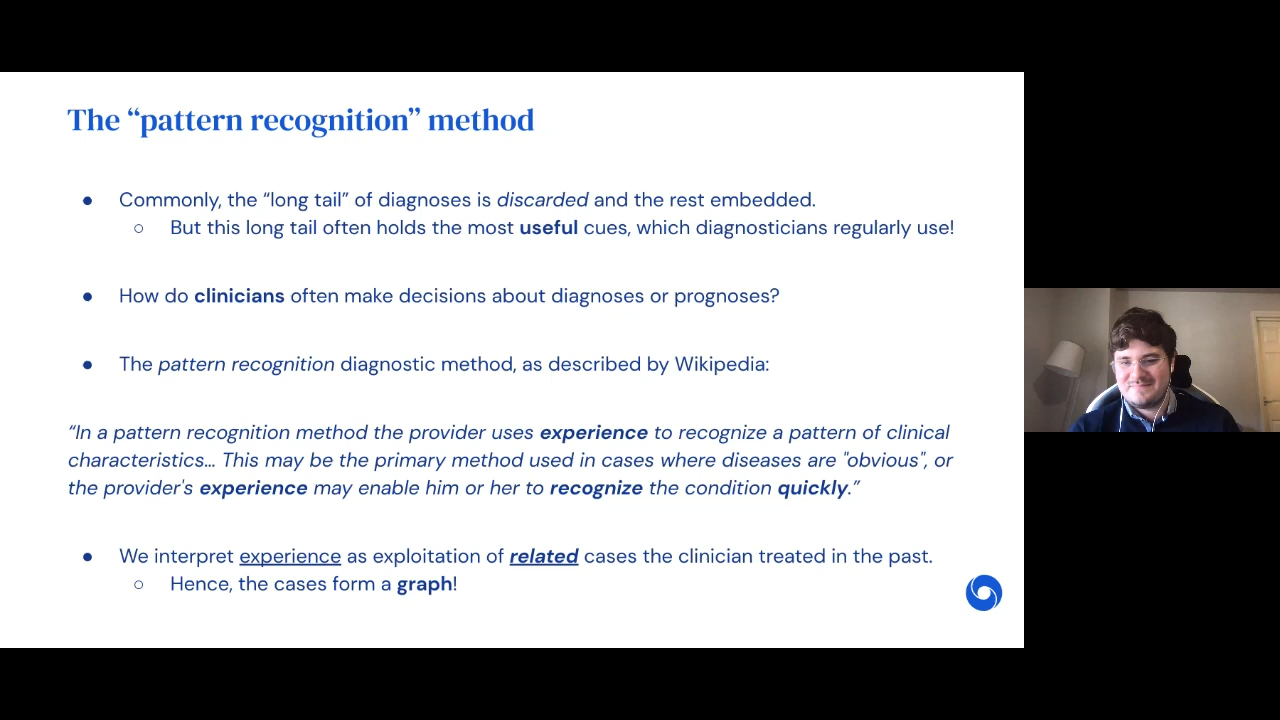 The “pattern recognition” method
● Commonly, the “long tail” of diagnoses is discarded and the rest embedded.
○ But this long tail often holds the most useful cues, which diagnosticians regularly use!
● How do clinicians often make decisions about diagnoses or prognoses?
● The pattern recognition diagnostic method, as described by Wikipedia:
“In a pattern recognition method the provider uses experience to recognize a pattern of clinical
characteristics... This may be the primary method used in cases where diseases are "obvious", or
the provider's experience may enable him or her to recognize the condition quickly.”
● We interpret experience as exploitation of related cases the clinician treated in the past.
○ Hence, the cases form a graph!